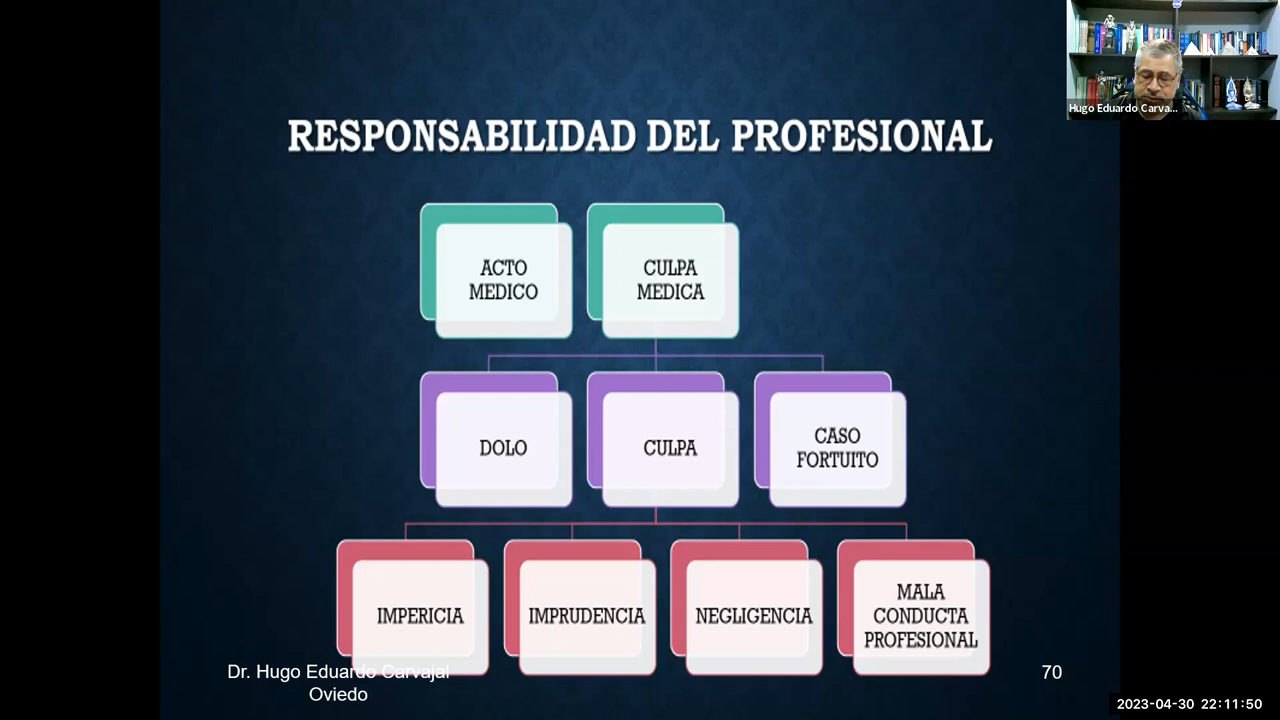 Hugo Eduardo Carva...
RESPONSABILIDAD DEL PROFESIONAL
ACTO
MEDICO
CULPA
MEDICA
DOLO
CULPA
CASO
FORTUITO
IMPERICIA
IMPRUDENCIA
NEGLIGENCIA
MALA
CONDUCTA
PROFESIONAL
Dr. Hugo Eduardo Carvajal
Oviedo
70
2023-04-30 22:11:50